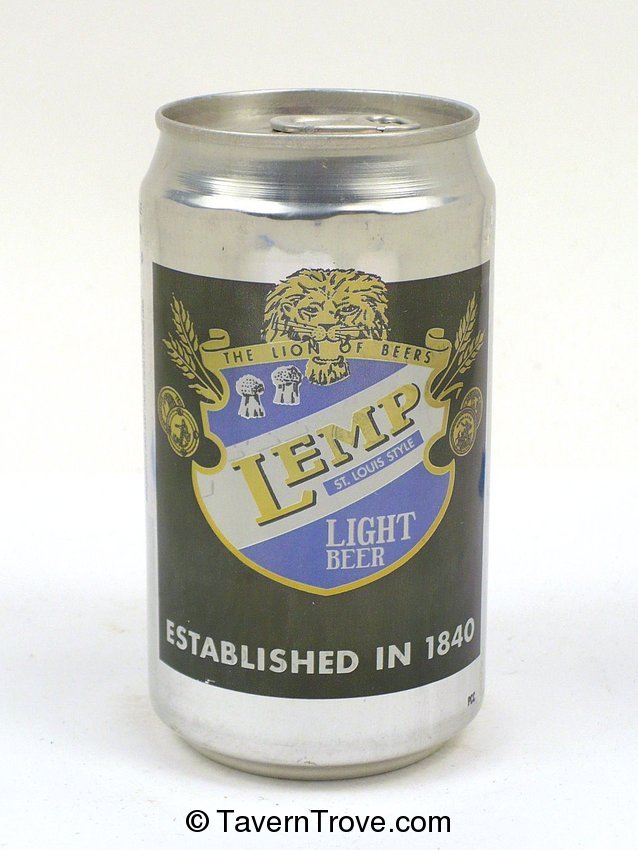 THE LION OF BEERS
LEMP
ST. LOUIS STYLE
LIGHT
BEER
ESTABLISHED IN 1840
© TavernTrove.com